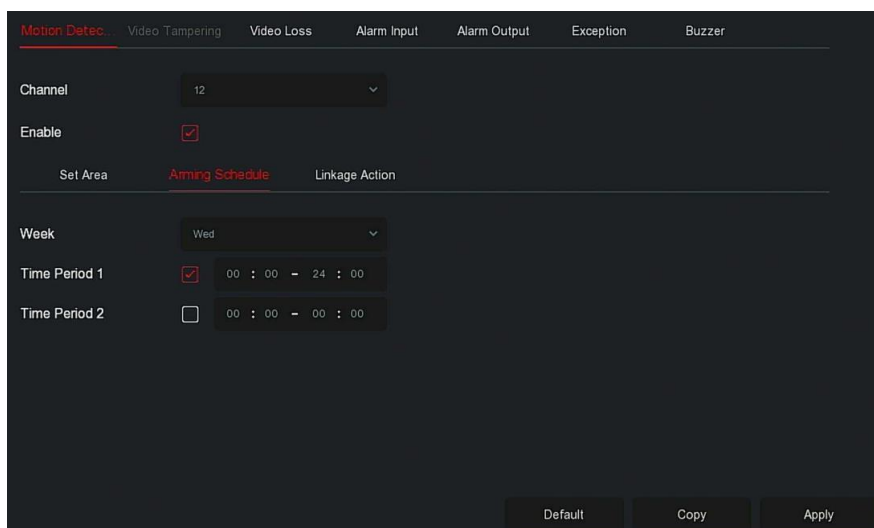 Motion Detec... Video Tampering Video Loss Alarm Input Alarm Output Exception Buzzer
Channel 12
Enable
Set Area Arming Schedule Linkage Action
Week Wed
Time Period 1 00 : 00 - 24 : 00
Time Period 2 00 : 00 - 00 : 00
Default Copy Apply